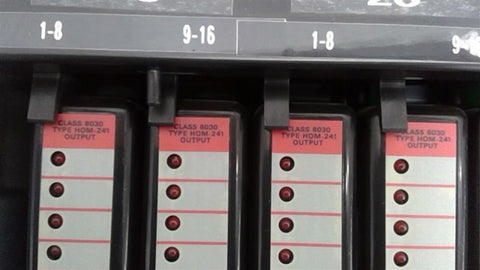 1-8
9-16
1-8
CLASS 8030
TYPE HOM-241
OUTPUT
CLASS 8030
TYPE HOM-241
OUTPUT
CLASS 8030
TYPE HOM-241
OUTPUT
CLASS 8030
TYPE HOM-241
OUTPUT